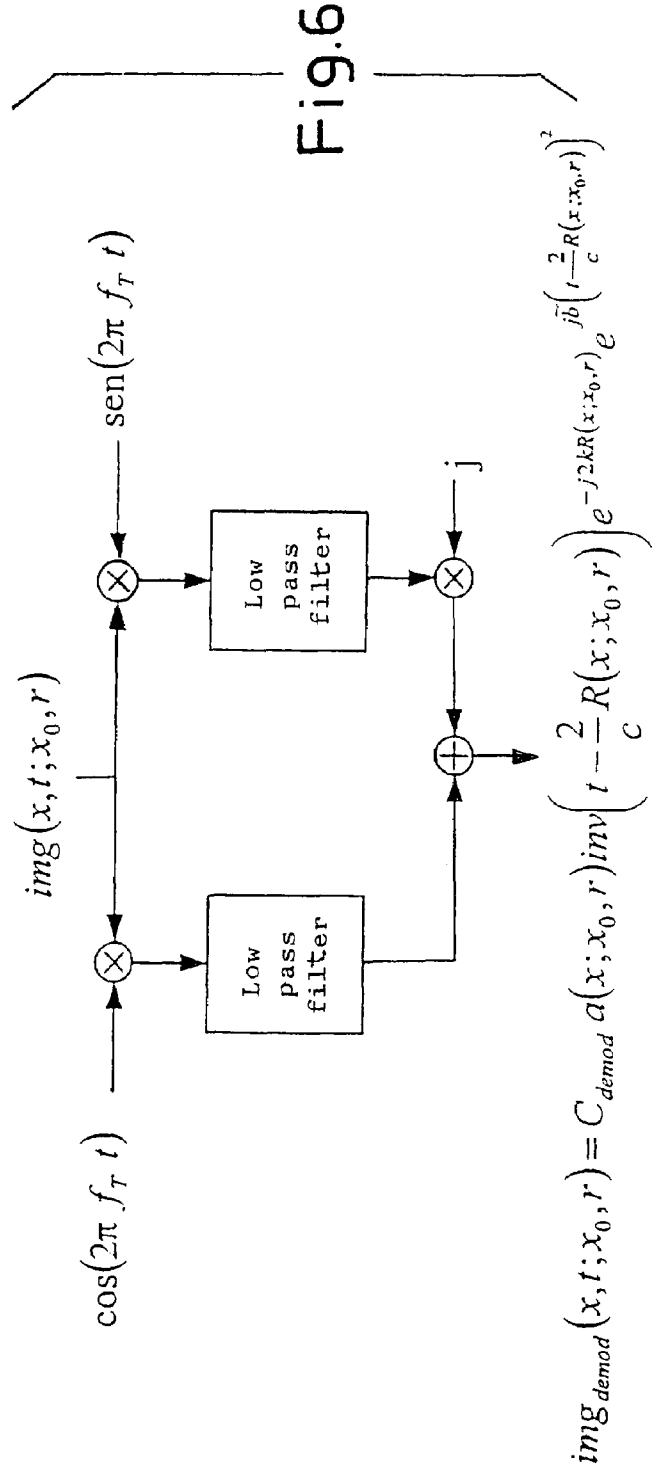 img(x,t;x₀,r)
cos(2π f_T t)
sen(2π f_T t)
Low pass filter
Low pass filter
j
img_demod(x,t;x₀,r) = C_demod a(x;x₀,r)inv(t - 2/c R(x;x₀,r))e^{-j2kR(x;x₀,r)} e^{jb̃(t - 2/c R(x;x₀,r))²}
Fig.6